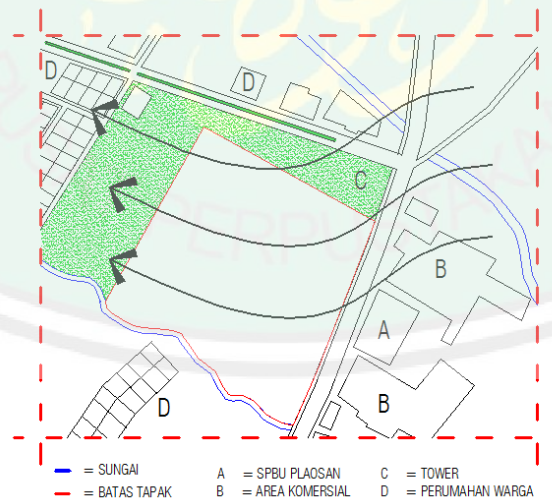 D
D
C
B
A
D
B
= SUNGAI A = SPBU PLAOSAN C = TOWER
= BATAS TAPAK B = AREA KOMERSIAL D = PERUMAHAN WARGA